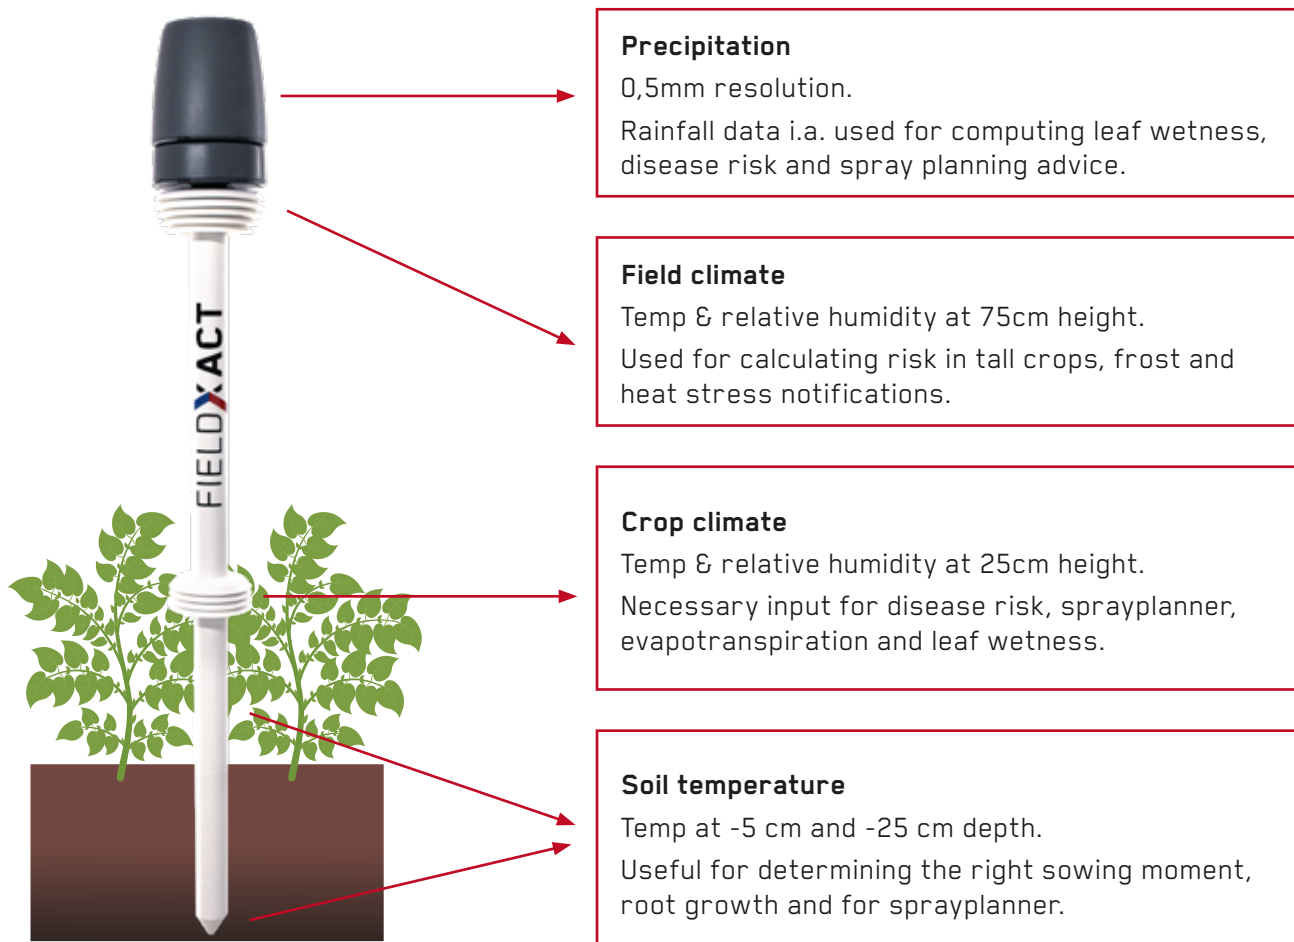 Precipitation
0,5mm resolution.
Rainfall data i.a. used for computing leaf wetness,
disease risk and spray planning advice.
Field climate
Temp & relative humidity at 75cm height.
Used for calculating risk in tall crops, frost and
heat stress notifications.
FIELDXACT
Crop climate
Temp & relative humidity at 25cm height.
Necessary input for disease risk, sprayplanner,
evapotranspiration and leaf wetness.
Soil temperature
Temp at -5 cm and -25 cm depth.
Useful for determining the right sowing moment,
root growth and for sprayplanner.